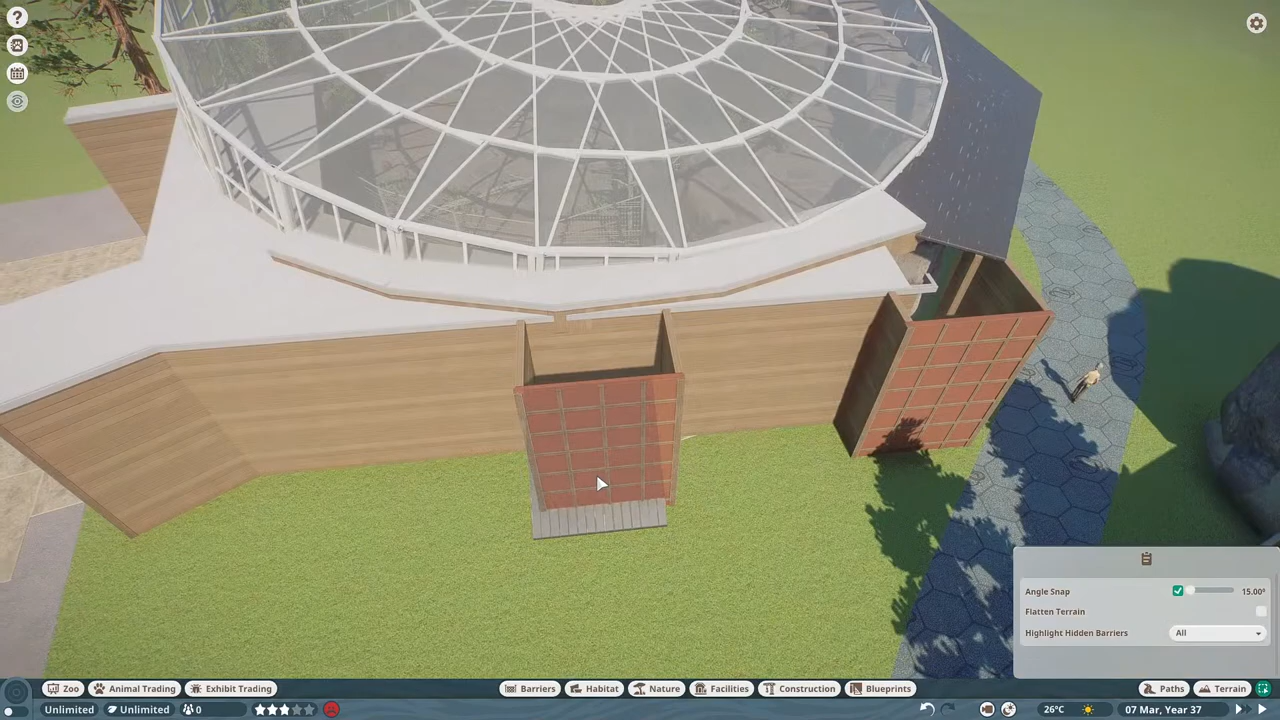 ?
Angle Snap 15.00°
Flatten Terrain
Highlight Hidden Barriers All
Zoo Animal Trading Exhibit Trading Barriers Habitat Nature Facilities Construction Blueprints Paths Terrain
Unlimited Unlimited 0 26°C 07 Mar, Year 37